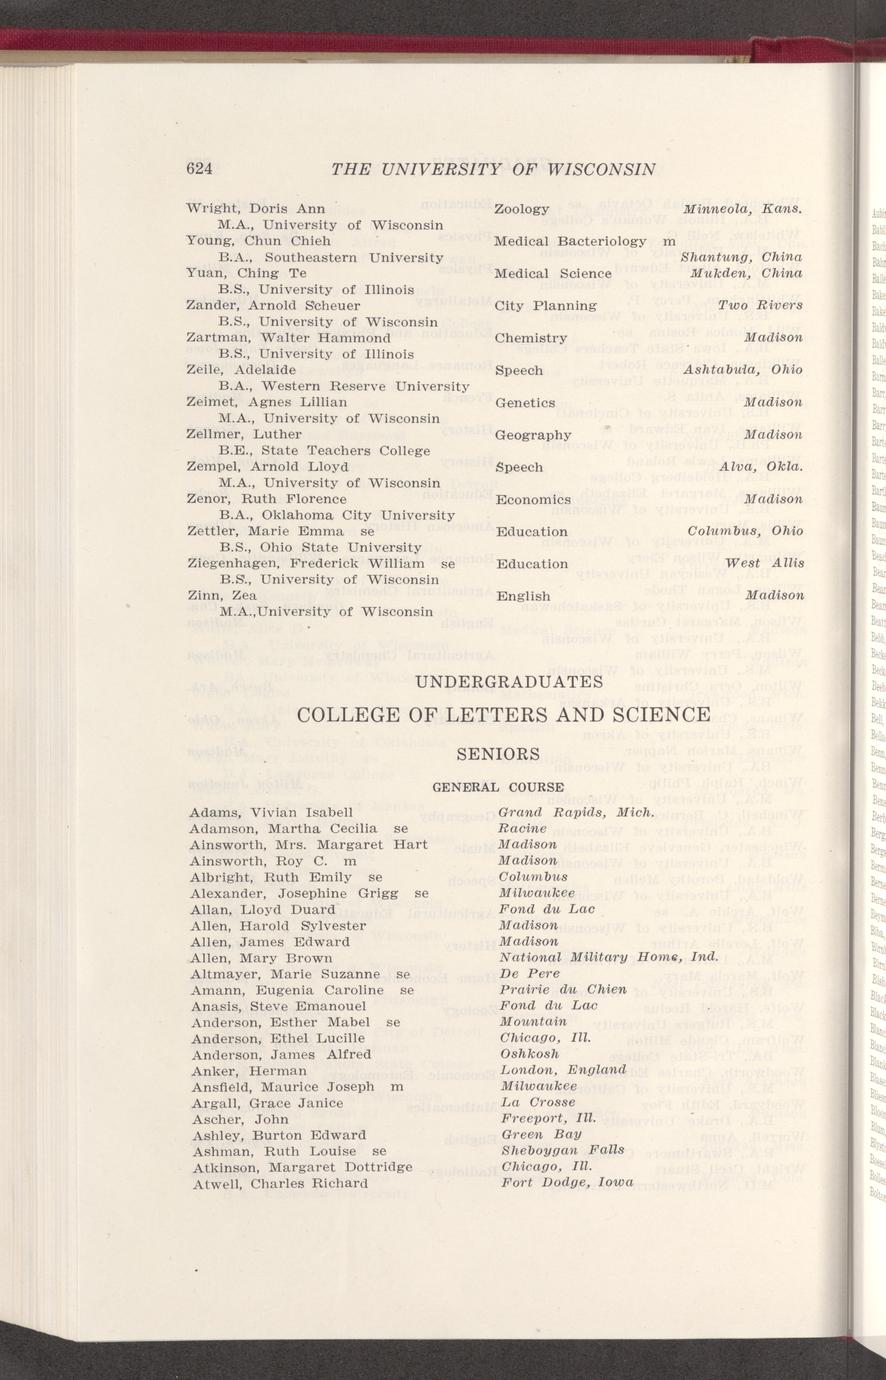 624 THE UNIVERSITY OF WISCONSIN
Wright, Doris Ann Zoology Minneola, Kans.
M.A., University of Wisconsin
Young, Chun Chieh Medical Bacteriology m
B.A., Southeastern University Shantung, China
Yuan, Ching Te Medical Science Mukden, China
B.S., University of Illinois
Zander, Arnold Scheuer City Planning Two Rivers
B.S., University of Wisconsin
Zartman, Walter Hammond Chemistry Madison
B.S., University of Illinois
Zeile, Adelaide Speech Ashtabula, Ohio
B.A., Western Reserve University
Zeimet, Agnes Lillian Genetics Madison
M.A., University of Wisconsin
Zellmer, Luther Geography Madison
B.E., State Teachers College
Zempel, Arnold Lloyd Speech Alva, Okla.
M.A., University of Wisconsin
Zenor, Ruth Florence Economics Madison
B.A., Oklahoma City University
Zettler, Marie Emma se Education Columbus, Ohio
B.S., Ohio State University
Ziegenhagen, Frederick William se Education West Allis
B.S., University of Wisconsin
Zinn, Zea English Madison
M.A.,University of Wisconsin
UNDERGRADUATES
COLLEGE OF LETTERS AND SCIENCE
SENIORS
GENERAL COURSE
Adams, Vivian Isabell Grand Rapids, Mich.
Adamson, Martha Cecilia se Racine
Ainsworth, Mrs. Margaret Hart Madison
Ainsworth, Roy C. m Madison
Albright, Ruth Emily se Columbus
Alexander, Josephine Grigg se Milwaukee
Allan, Lloyd Duard Fond du Lac
Allen, Harold Sylvester Madison
Allen, James Edward Madison
Allen, Mary Brown National Military Home, Ind.
Altmayer, Marie Suzanne se De Pere
Amann, Eugenia Caroline se Prairie du Chien
Anasis, Steve Emanouel Fond du Lac
Anderson, Esther Mabel se Mountain
Anderson, Ethel Lucille Chicago, Ill.
Anderson, James Alfred Oshkosh
Anker, Herman London, England
Ansfield, Maurice Joseph m Milwaukee
Argall, Grace Janice La Crosse
Ascher, John Freeport, Ill.
Ashley, Burton Edward Green Bay
Ashman, Ruth Louise se Sheboygan Falls
Atkinson, Margaret Dottridge Chicago, Ill.
Atwell, Charles Richard Fort Dodge, Iowa